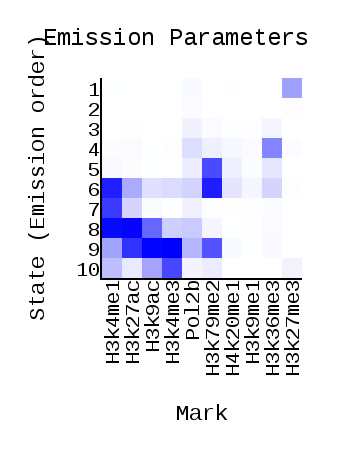 Emission Parameters
State (Emission order)
1
2
3
4
5
6
7
8
9
10
H3k4me1
H3k27ac
H3k9ac
H3k4me3
Pol2b
H3k79me2
H4k20me1
H3k9me1
H3k36me3
H3k27me3
Mark